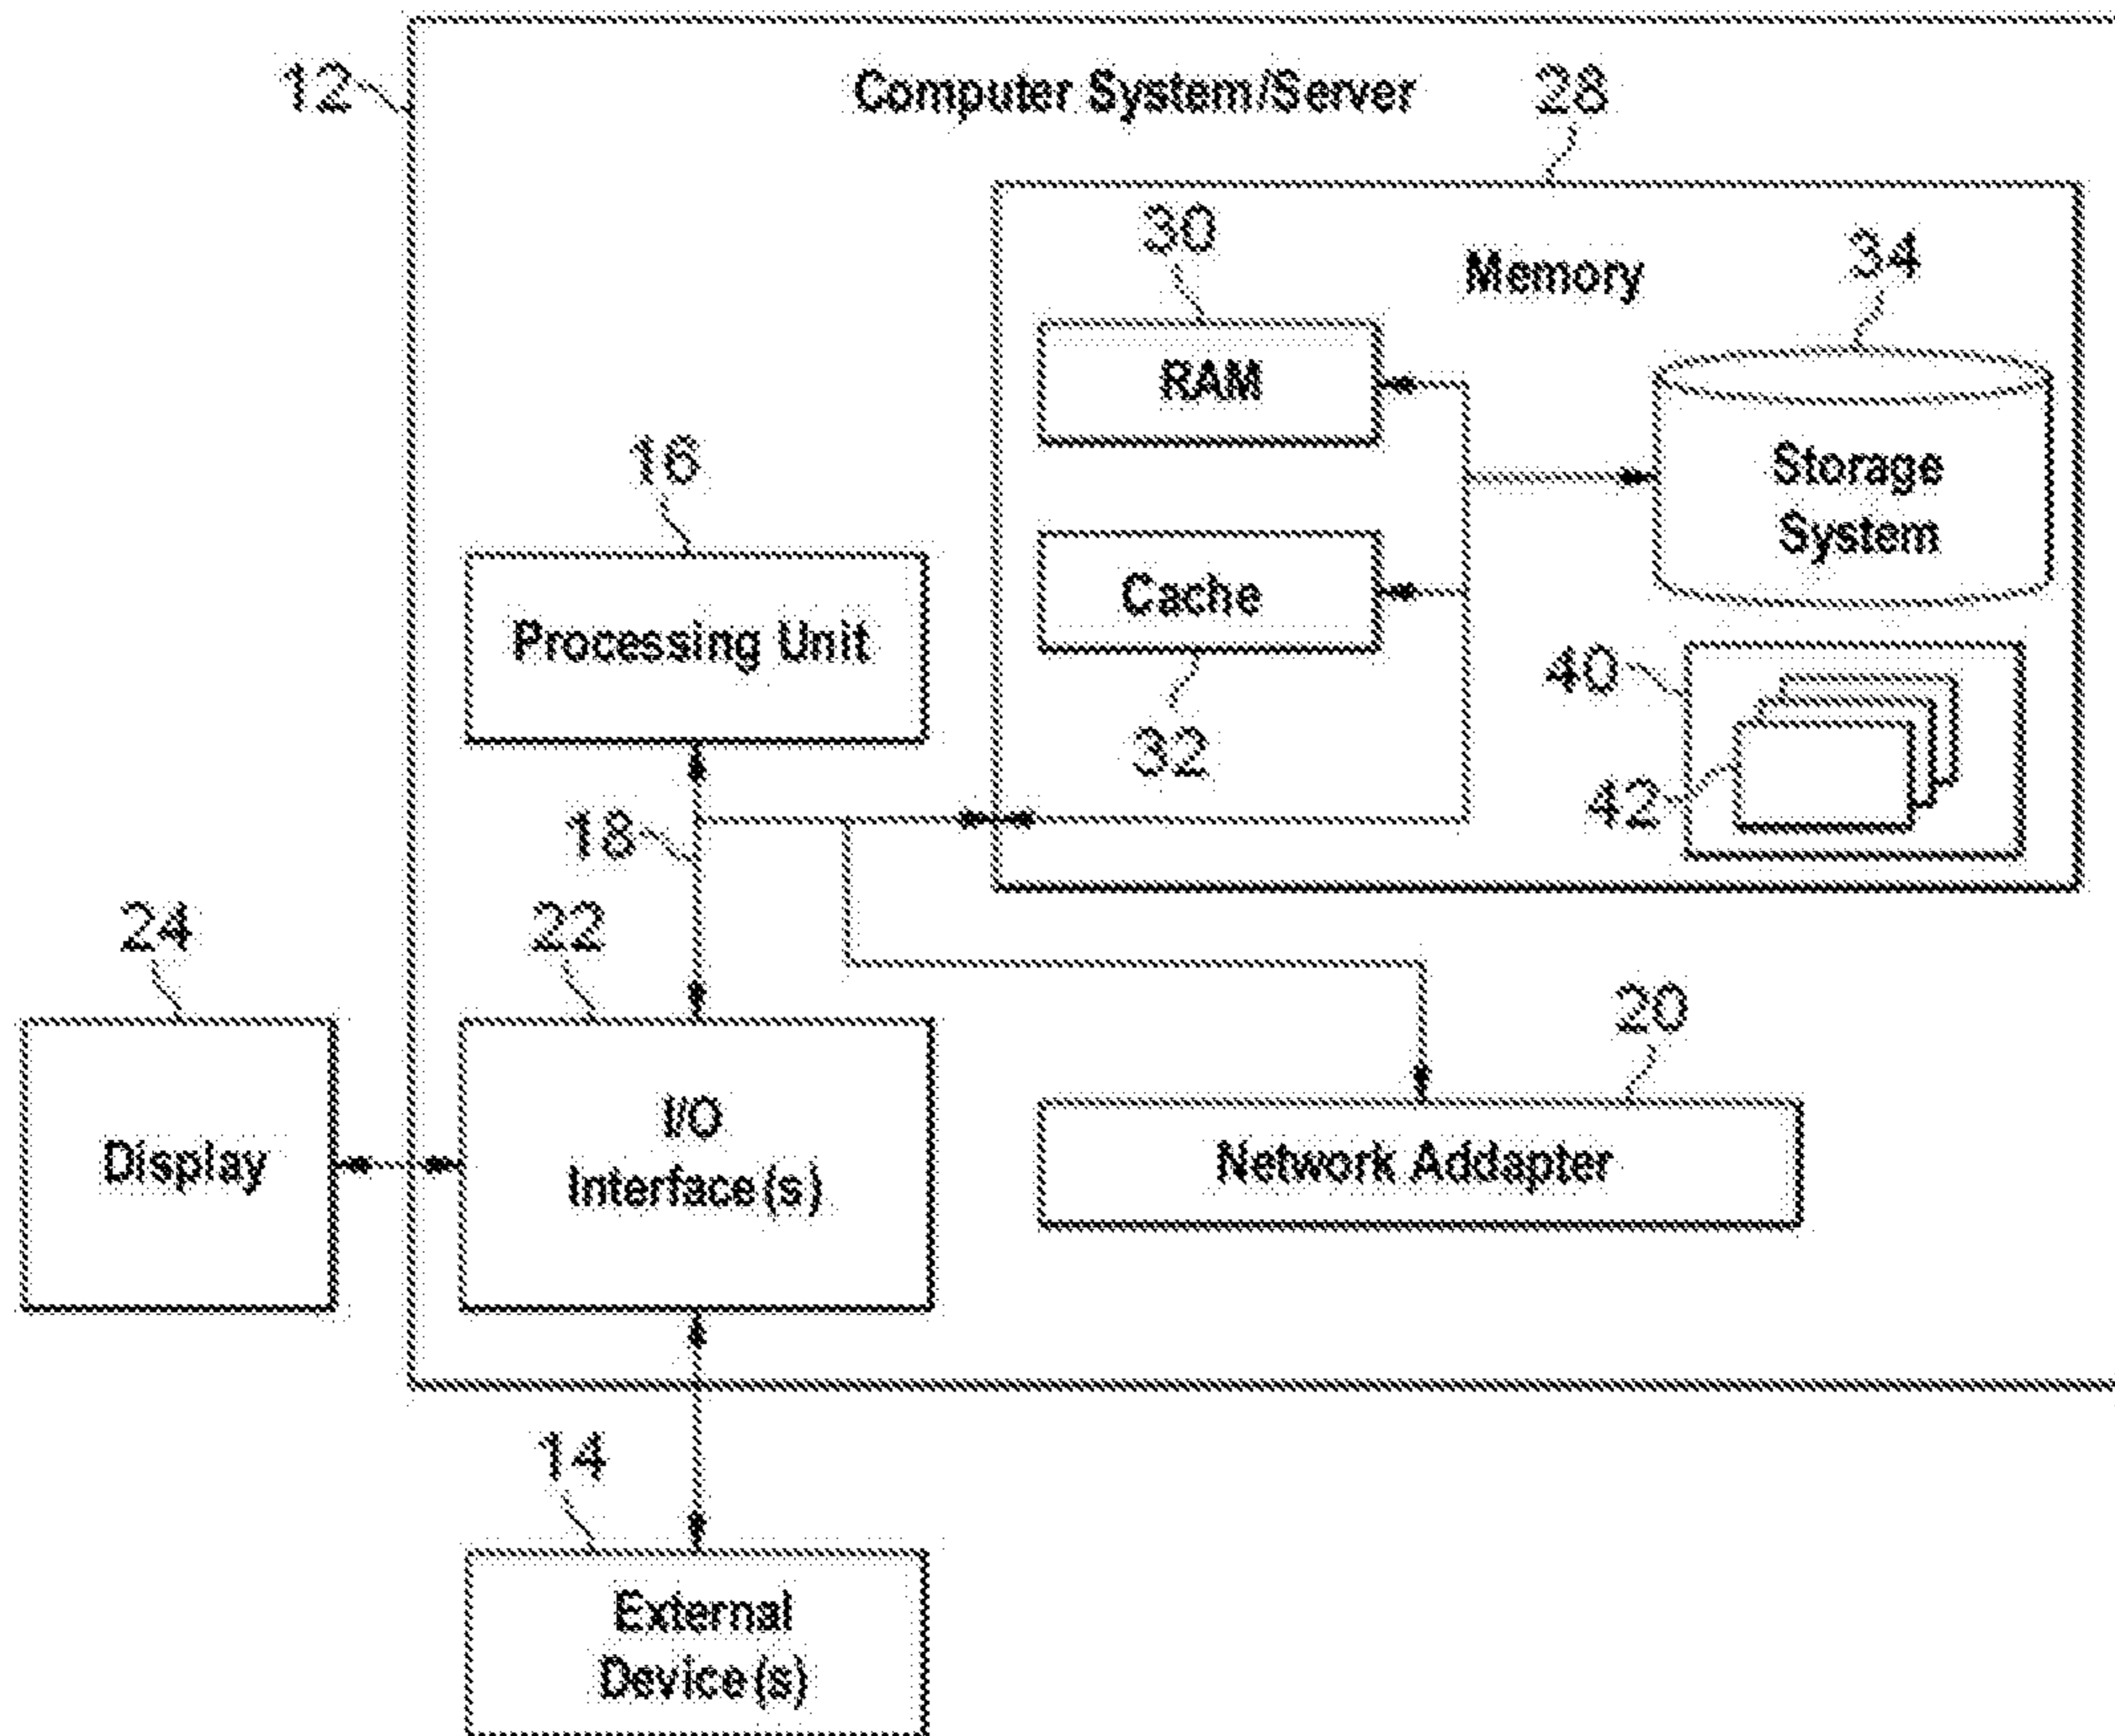 12
Computer System/Server
28
30
Memory
34
RAM
16
Storage
System
Processing Unit
Cache
40
32
42
18
24
22
20
Display
I/O
Interface(s)
Network Addapter
14
External
Device(s)